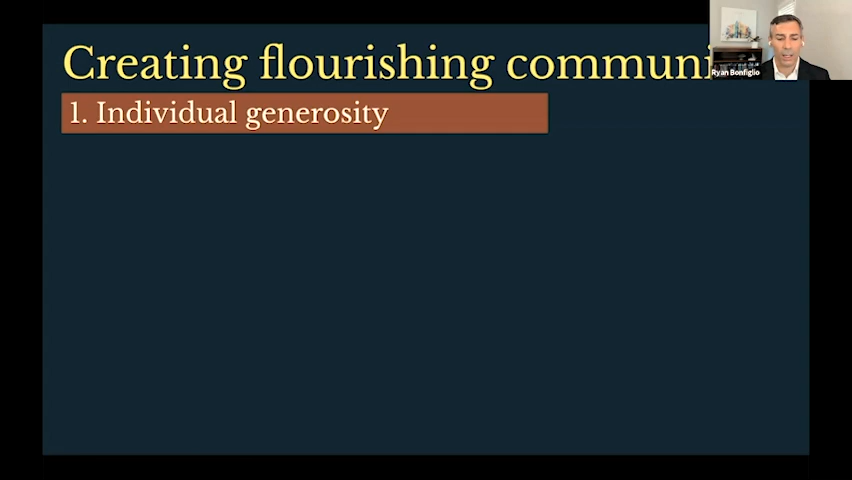 Creating flourishing communi
1. Individual generosity
Ryan Bonfiglio